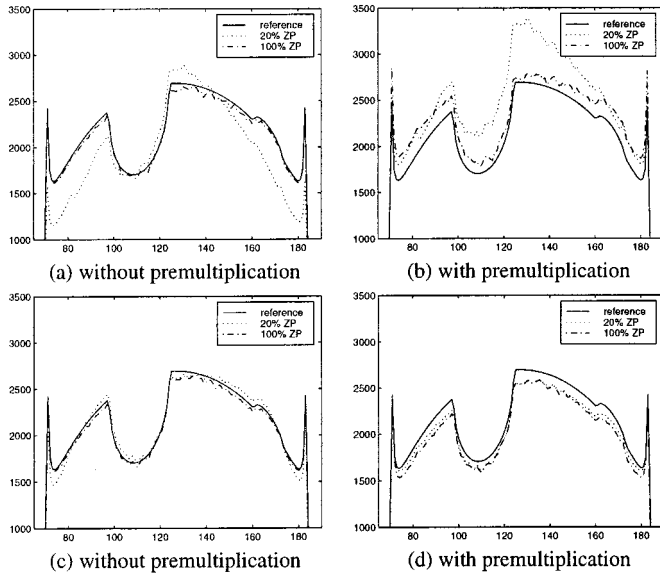 3500
3000
2500
2000
1500
1000
80 100 120 140 160 180
reference
20% ZP
100% ZP
(a) without premultiplication
3500
3000
2500
2000
1500
1000
80 100 120 140 160 180
reference
20% ZP
100% ZP
(b) with premultiplication
3500
3000
2500
2000
1500
1000
80 100 120 140 160 180
reference
20% ZP
100% ZP
(c) without premultiplication
3500
3000
2500
2000
1500
1000
80 100 120 140 160 180
reference
20% ZP
100% ZP
(d) with premultiplication